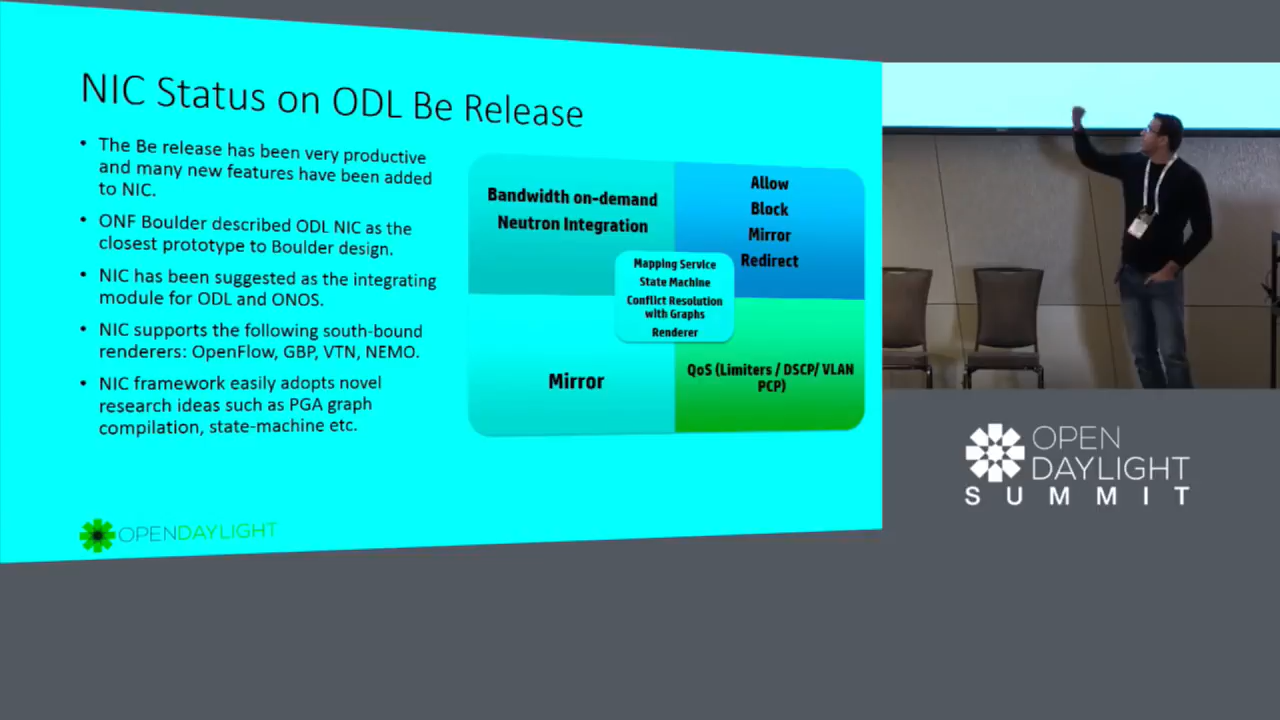 NIC Status on ODL Be Release
• The Be release has been very productive
and many new features have been added
to NIC.
• ONF Boulder described ODL NIC as the
closest prototype to Boulder design.
• NIC has been suggested as the integrating
module for ODL and ONOS.
• NIC supports the following south-bound
renderers: OpenFlow, GBP, VTN, NEMO.
• NIC framework easily adopts novel
research ideas such as PGA graph
compilation, state-machine etc.
Bandwidth on-demand
Neutron Integration
Allow
Block
Mirror
Redirect
Mapping Service
State Machine
Conflict Resolution
with Graphs
Renderer
Mirror
QoS (Limiters / DSCP/ VLAN
PCP)
OPENDAYLIGHT
OPEN
DAYLIGHT
SUMMIT